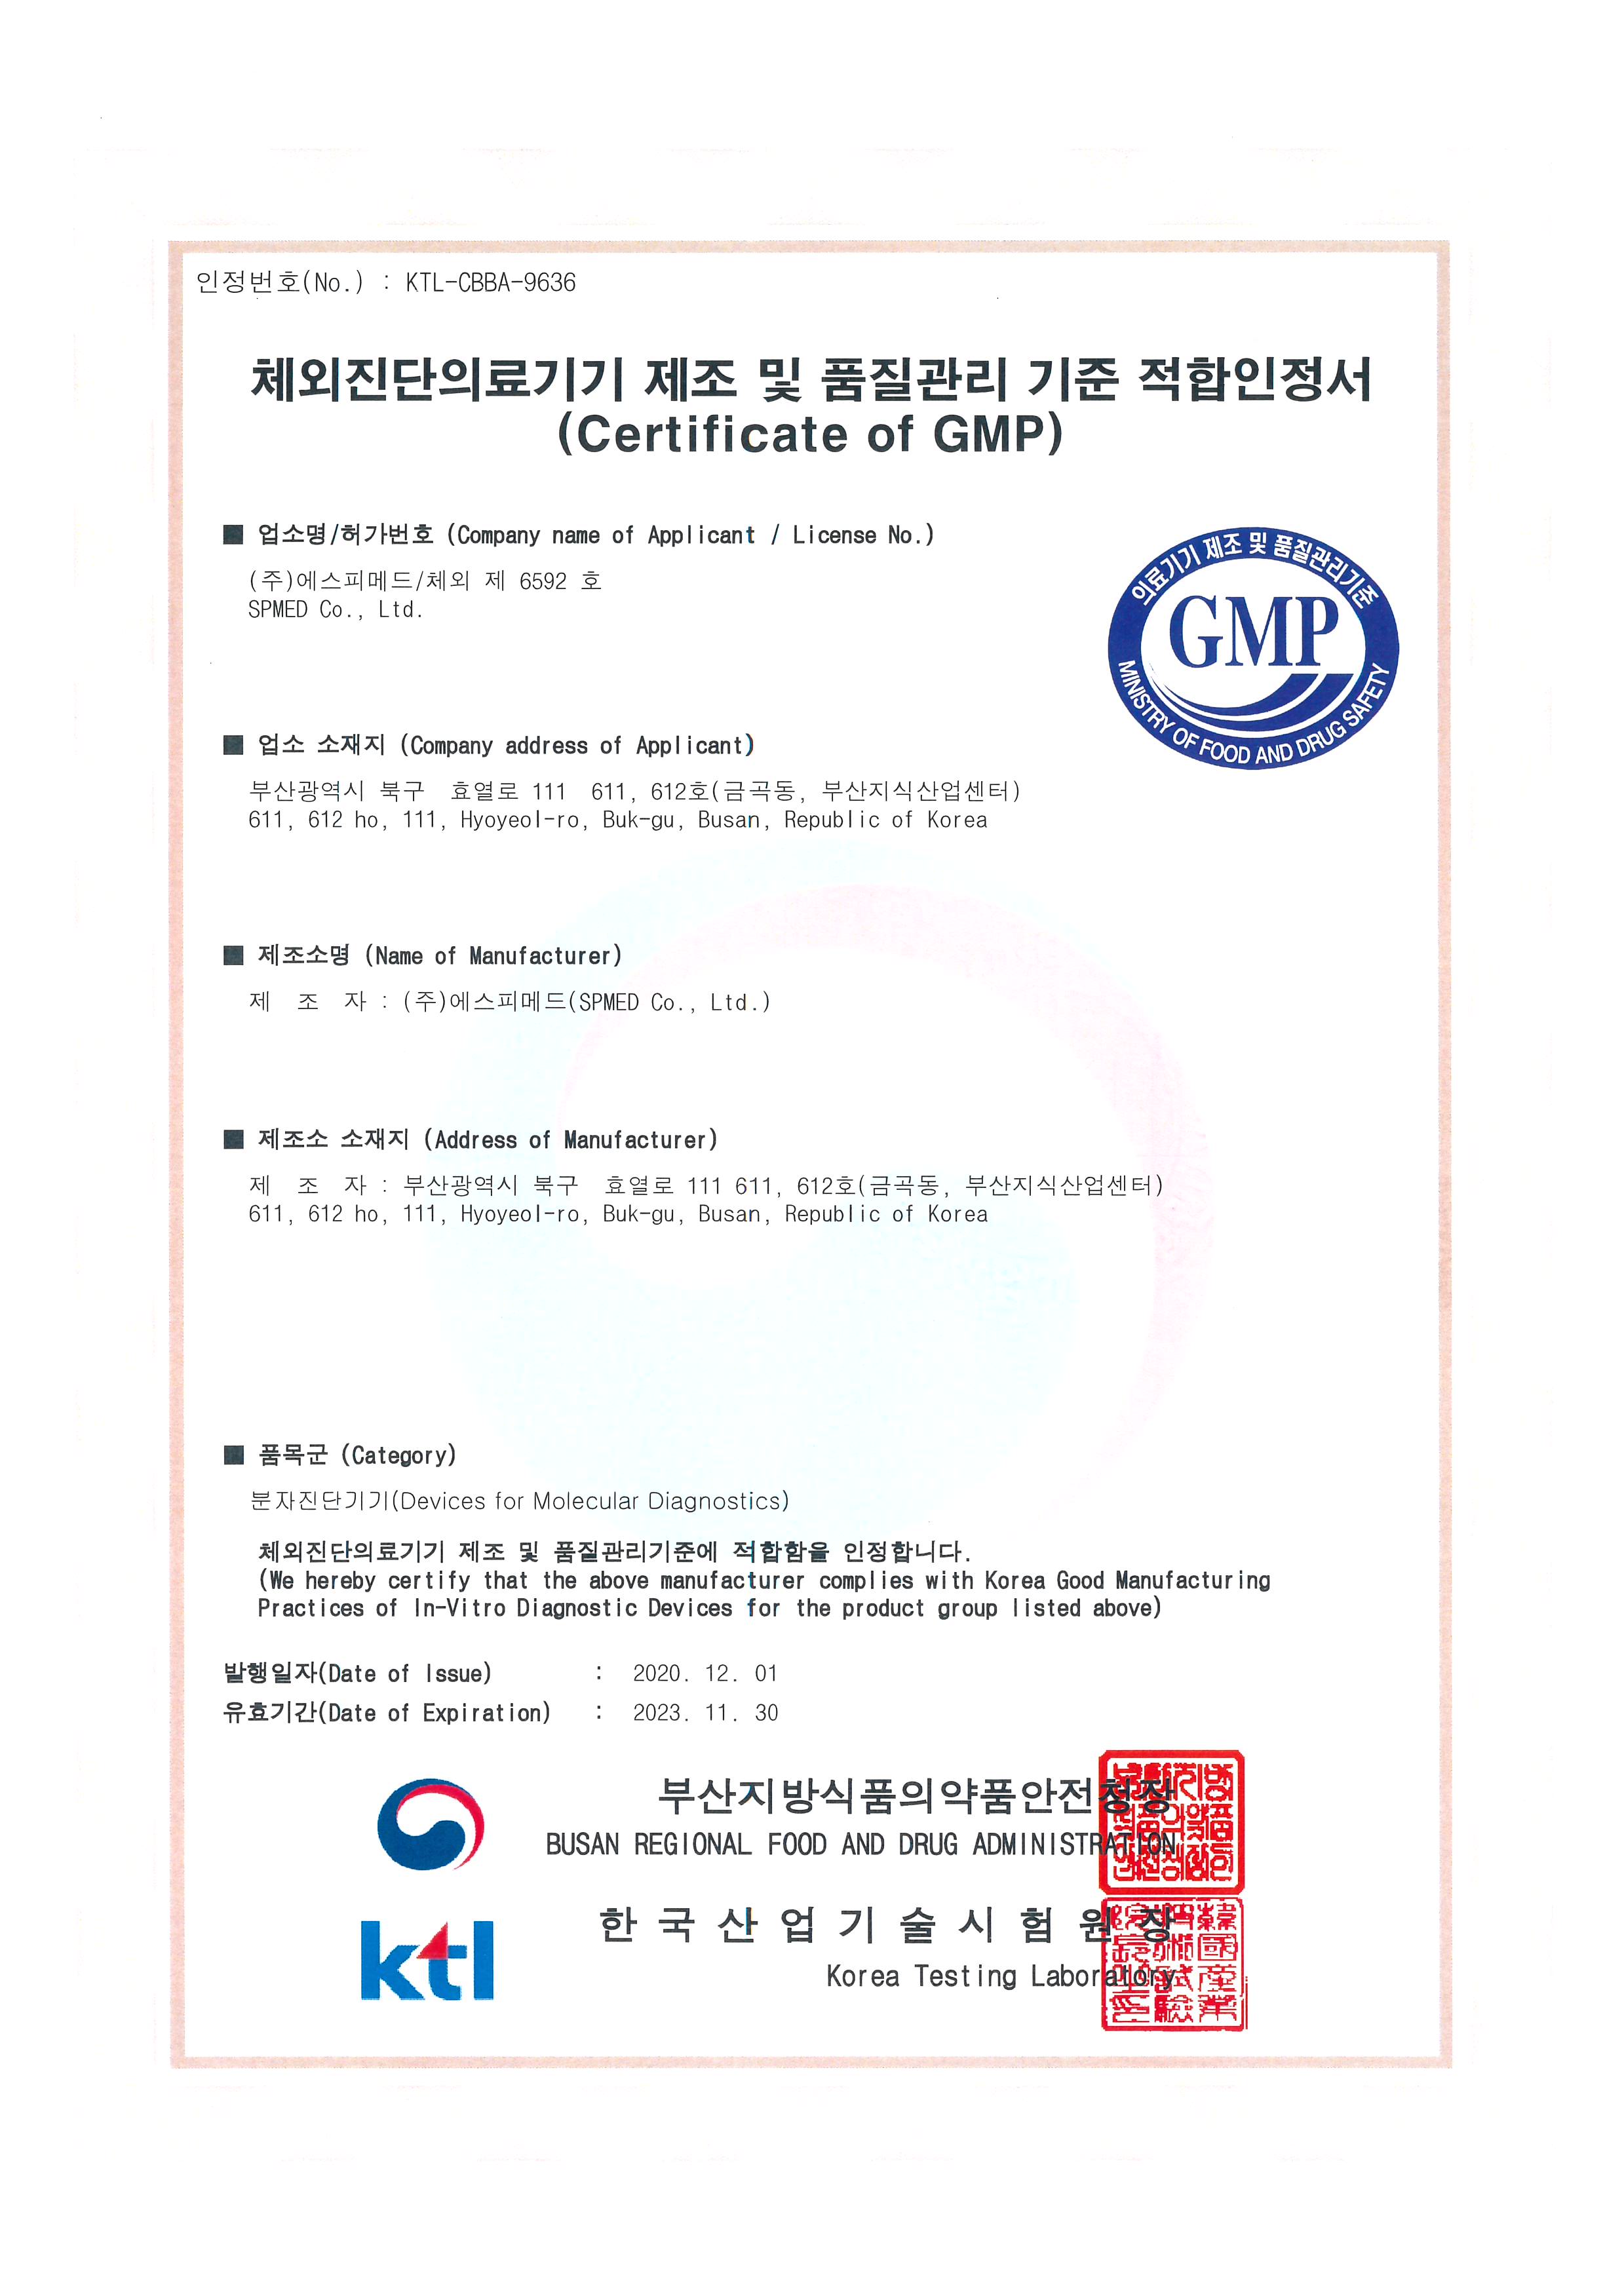 인정번호(No.) : KTL-CBBA-9636
체외진단의료기기 제조 및 품질관리 기준 적합인정서
(Certificate of GMP)
■ 업소명/허가번호 (Company name of Applicant / License No.)
(주)에스피메드/체외 제 6592 호
SPMED Co., Ltd.
의료기기 제조 및 품질관리기준
GMP
MINISTRY OF FOOD AND DRUG SAFETY
■ 업소 소재지 (Company address of Applicant)
부산광역시 북구 효열로 111 611, 612호(금곡동, 부산지식산업센터)
611, 612 ho, 111, Hyoyeol-ro, Buk-gu, Busan, Republic of Korea
■ 제조소명 (Name of Manufacturer)
제 조 자 : (주)에스피메드(SPMED Co., Ltd.)
■ 제조소 소재지 (Address of Manufacturer)
제 조 자 : 부산광역시 북구 효열로 111 611, 612호(금곡동, 부산지식산업센터)
611, 612 ho, 111, Hyoyeol-ro, Buk-gu, Busan, Republic of Korea
■ 품목군 (Category)
분자진단기기(Devices for Molecular Diagnostics)
체외진단의료기기 제조 및 품질관리기준에 적합함을 인정합니다.
(We hereby certify that the above manufacturer complies with Korea Good Manufacturing
Practices of In-Vitro Diagnostic Devices for the product group listed above)
발행일자(Date of Issue) : 2020. 12. 01
유효기간(Date of Expiration) : 2023. 11. 30
부산지방식품의약품안전청장
BUSAN REGIONAL FOOD AND DRUG ADMINISTRATION
ktl
한 국 산 업 기 술 시 험 원 장
Korea Testing Laboratory